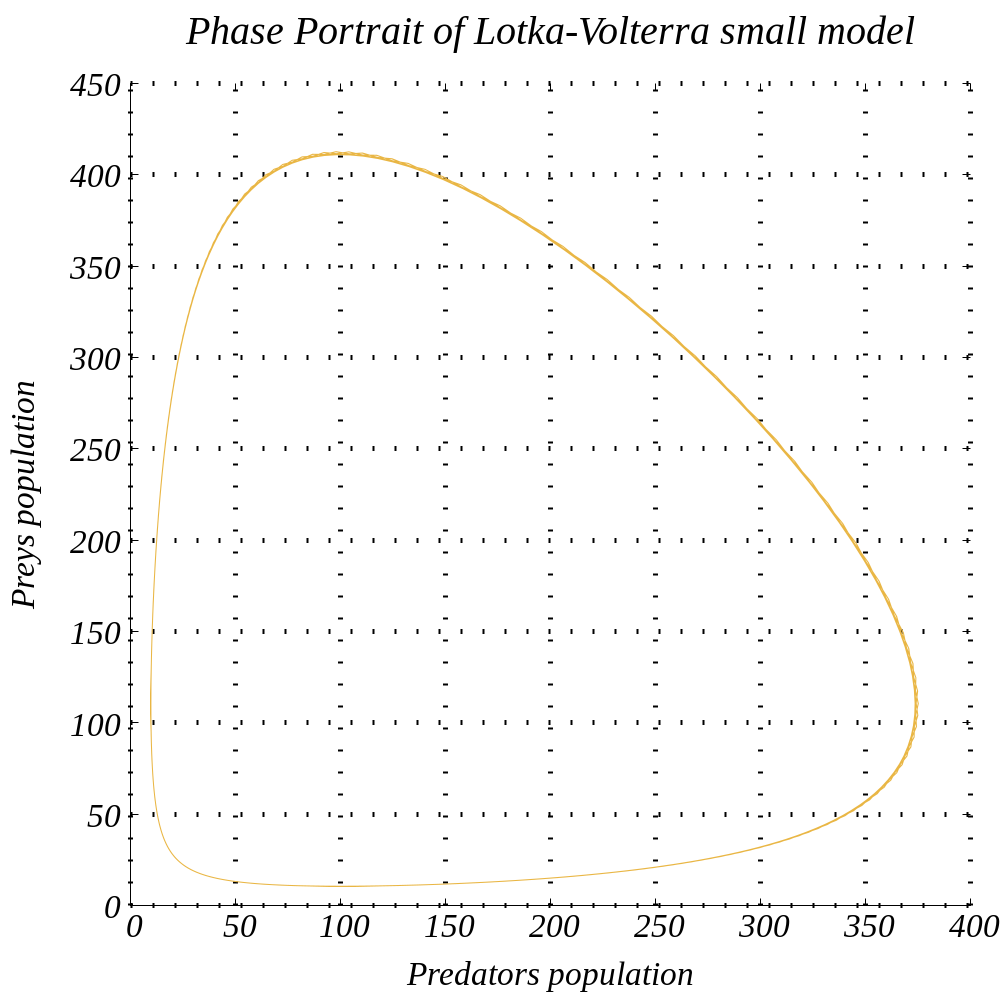 Phase Portrait of Lotka-Volterra small model
450
400
350
300
250
200
150
100
50
0
Preys population
0 50 100 150 200 250 300 350 400
Predators population